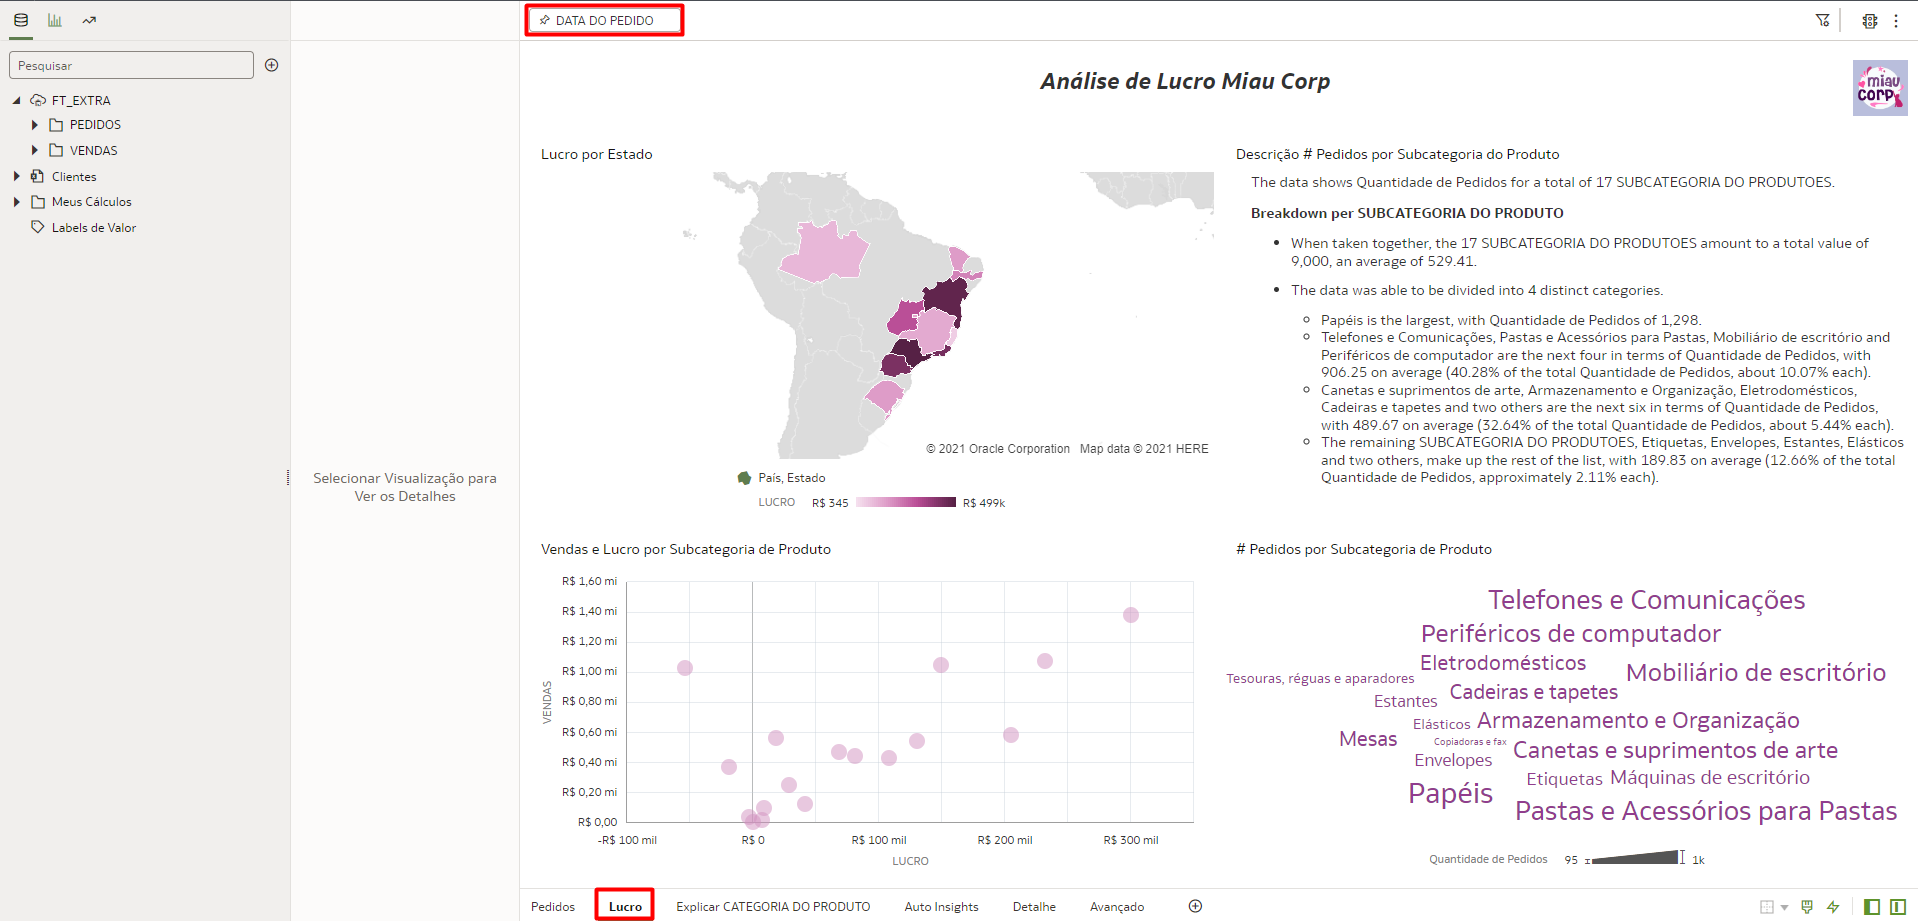 DATA DO PEDIDO
Pesquisar
FT_EXTRA
PEDIDOS
VENDAS
Clientes
Meus Cálculos
Labels de Valor
Selecionar Visualização para
Ver os Detalhes
Análise de Lucro Miau Corp
miau
corp
Lucro por Estado
© 2021 Oracle Corporation Map data © 2021 HERE
País, Estado
LUCRO R$ 345 R$ 499k
Descrição # Pedidos por Subcategoria do Produto
The data shows Quantidade de Pedidos for a total of 17 SUBCATEGORIA DO PRODUTOES.
Breakdown per SUBCATEGORIA DO PRODUTO
• When taken together, the 17 SUBCATEGORIA DO PRODUTOES amount to a total value of
9,000, an average of 529.41.
• The data was able to be divided into 4 distinct categories.
○ Papéis is the largest, with Quantidade de Pedidos of 1,298.
○ Telefones e Comunicações, Pastas e Acessórios para Pastas, Mobiliário de escritório and
Periféricos de computador are the next four in terms of Quantidade de Pedidos, with
906.25 on average (40.28% of the total Quantidade de Pedidos, about 10.07% each).
○ Canetas e suprimentos de arte, Armazenamento e Organização, Eletrodomésticos,
Cadeiras e tapetes and two others are the next six in terms of Quantidade de Pedidos,
with 489.67 on average (32.64% of the total Quantidade de Pedidos, about 5.44% each).
○ The remaining SUBCATEGORIA DO PRODUTOES, Etiquetas, Envelopes, Estantes, Elásticos
and two others, make up the rest of the list, with 189.83 on average (12.66% of the total
Quantidade de Pedidos, approximately 2.11% each).
Vendas e Lucro por Subcategoria de Produto
VENDAS
R$ 1,60 mi
R$ 1,40 mi
R$ 1,20 mi
R$ 1,00 mi
R$ 0,80 mi
R$ 0,60 mi
R$ 0,40 mi
R$ 0,20 mi
R$ 0,00
-R$ 100 mil R$ 0 R$ 100 mil R$ 200 mil R$ 300 mil
LUCRO
# Pedidos por Subcategoria de Produto
Telefones e Comunicações
Periféricos de computador
Eletrodomésticos
Mobiliário de escritório
Tesouras, réguas e aparadores
Cadeiras e tapetes
Estantes
Armazenamento e Organização
Elásticos
Mesas
Copiadoras e fax
Canetas e suprimentos de arte
Envelopes
Etiquetas
Máquinas de escritório
Papéis
Pastas e Acessórios para Pastas
Quantidade de Pedidos 95 1k
Pedidos Lucro Explicar CATEGORIA DO PRODUTO Auto Insights Detalhe Avançado